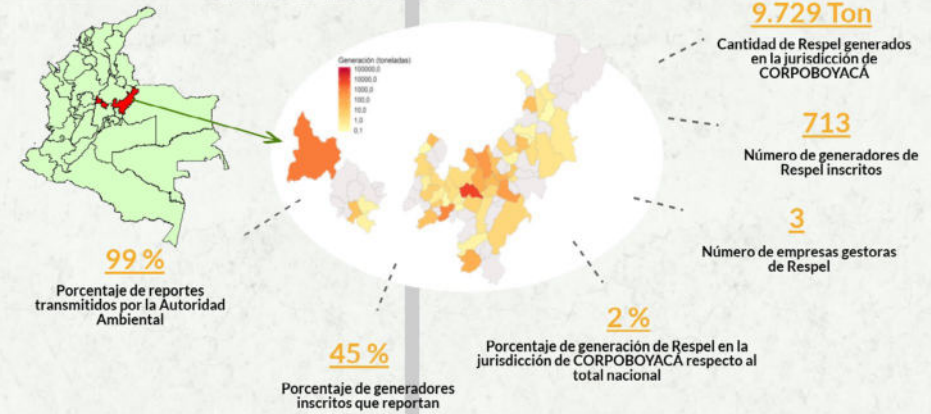 9.729 Ton
Cantidad de Respel generados
en la jurisdicción de
CORPOBOYACÁ
Generación (toneladas)
100000,0
10000,0
1000,0
100,0
10,0
1,0
0,1
713
Número de generadores de
Respel inscritos
3
Número de empresas gestoras
de Respel
99 %
Porcentaje de reportes
transmitidos por la Autoridad
Ambiental
2 %
Porcentaje de generación de Respel en la
jurisdicción de CORPOBOYACÁ respecto al
total nacional
45 %
Porcentaje de generadores
inscritos que reportan